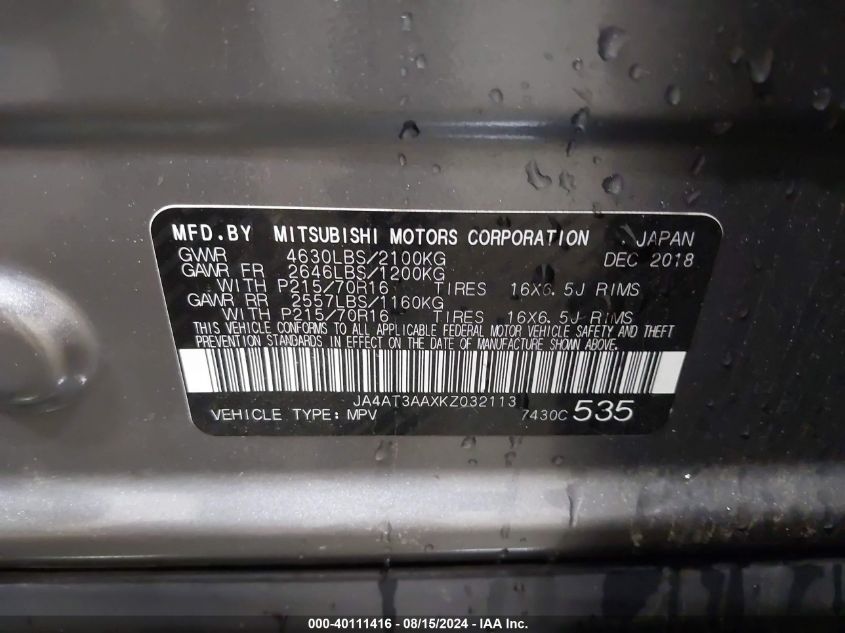 MFD.BY MITSUBISHI MOTORS CORPORATION JAPAN
GVWR 4630LBS/2100KG DEC 2018
GAWR FR 2646LBS/1200KG
WITH P215/70R16 TIRES 16X6.5J RIMS
GAWR RR 2557LBS/1160KG
WITH P215/70R16 TIRES 16X6.5J RIMS
THIS VEHICLE CONFORMS TO ALL APPLICABLE FEDERAL MOTOR VEHICLE SAFETY AND THEFT
PREVENTION STANDARDS IN EFFECT ON THE DATE OF MANUFACTURE SHOWN ABOVE.
JA4AT3AAXKZ032113
VEHICLE TYPE: MPV 7430C 535
000-40111416 - 08/15/2024 - IAA Inc.